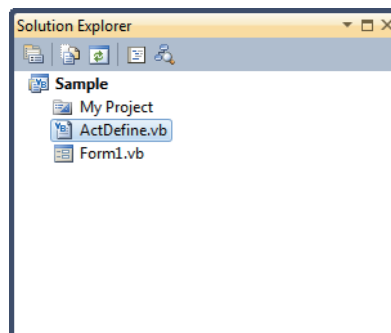 Solution Explorer
Sample
My Project
ActDefine.vb
Form1.vb